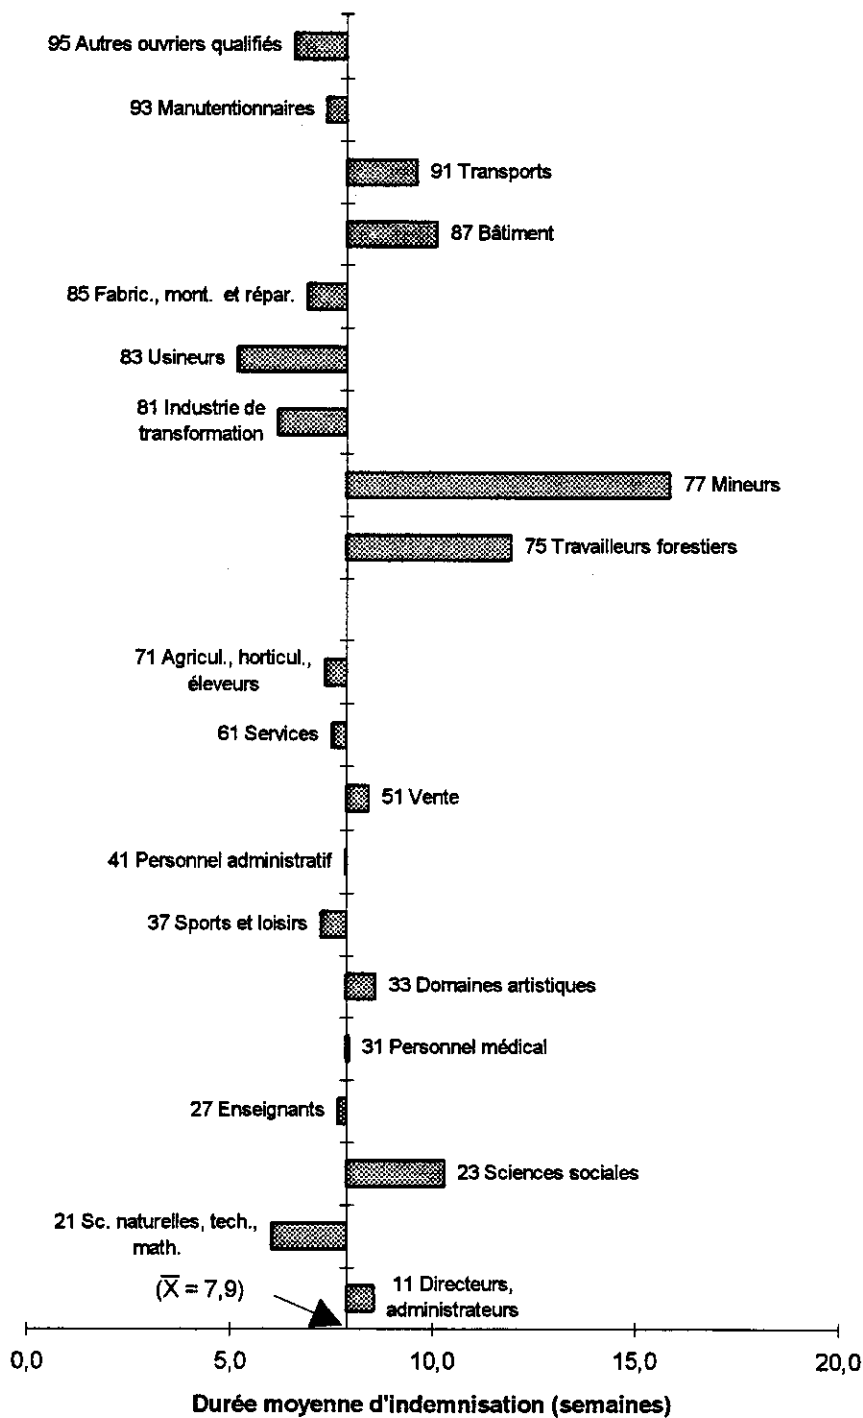 95 Autres ouvriers qualifiés
93 Manutentionnaires
91 Transports
87 Bâtiment
85 Fabric., mont. et répar.
83 Usineurs
81 Industrie de
transformation
77 Mineurs
75 Travailleurs forestiers
71 Agricul., horticul.,
éleveurs
61 Services
51 Vente
41 Personnel administratif
37 Sports et loisirs
33 Domaines artistiques
31 Personnel médical
27 Enseignants
23 Sciences sociales
21 Sc. naturelles, tech.,
math.
(X̅ = 7,9)
11 Directeurs,
administrateurs
0,0 5,0 10,0 15,0 20,0
Durée moyenne d'indemnisation (semaines)